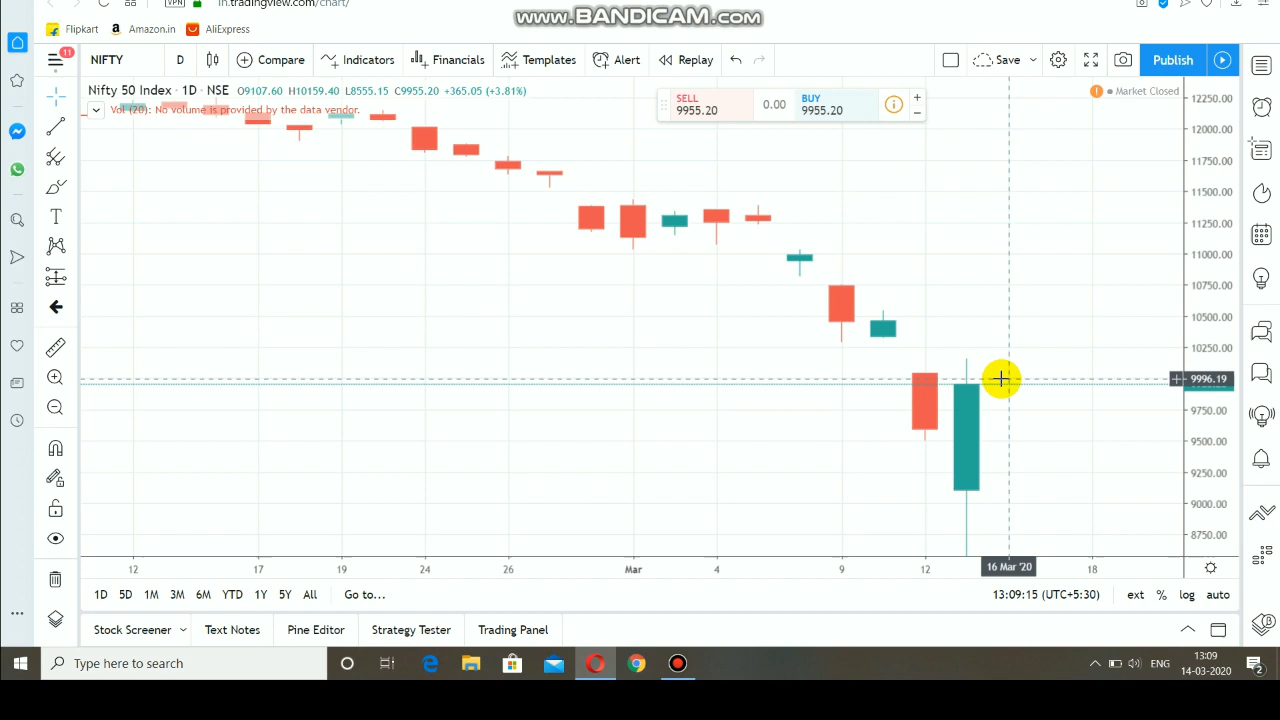 www.BANDICAM.com
VPN in.tradingview.com/chart/
Flipkart Amazon.in AliExpress
11 NIFTY D Compare Indicators Financials Templates Alert Replay Save Publish
Nifty 50 Index · 1D · NSE O9107.60 H10159.40 L8555.15 C9955.20 +365.05 (+3.81%)
Vol (20): No volume is provided by the data vendor.
SELL 0.00 BUY
9955.20 9955.20
Market Closed
12250.00
12000.00
11750.00
11500.00
11250.00
11000.00
10750.00
10500.00
10250.00
9996.19
9750.00
9500.00
9250.00
9000.00
8750.00
12 17 19 24 26 Mar 4 9 12 16 Mar '20 18
1D 5D 1M 3M 6M YTD 1Y 5Y All Go to... 13:09:15 (UTC+5:30) ext % log auto
Stock Screener Text Notes Pine Editor Strategy Tester Trading Panel
Type here to search ENG 13:09
14-03-2020 2